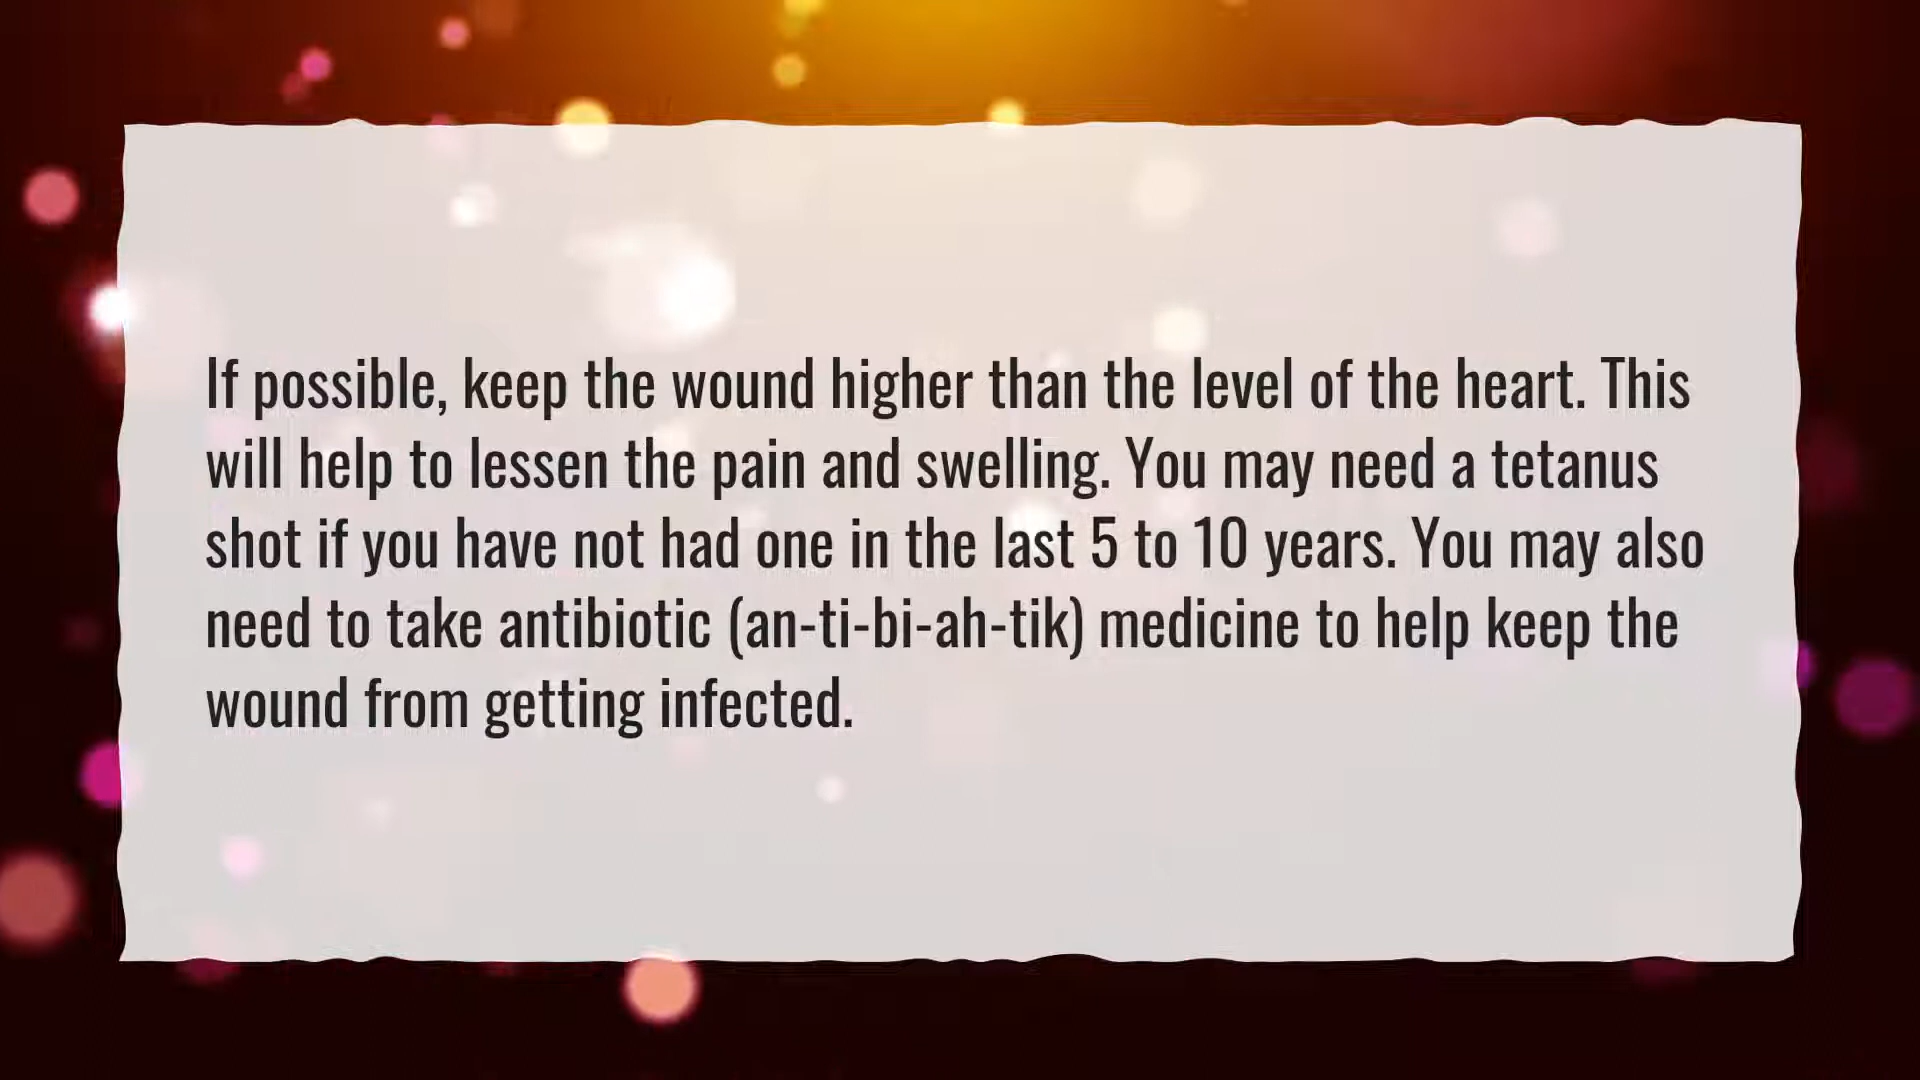 If possible, keep the wound higher than the level of the heart. This
will help to lessen the pain and swelling. You may need a tetanus
shot if you have not had one in the last 5 to 10 years. You may also
need to take antibiotic (an-ti-bi-ah-tik) medicine to help keep the
wound from getting infected.